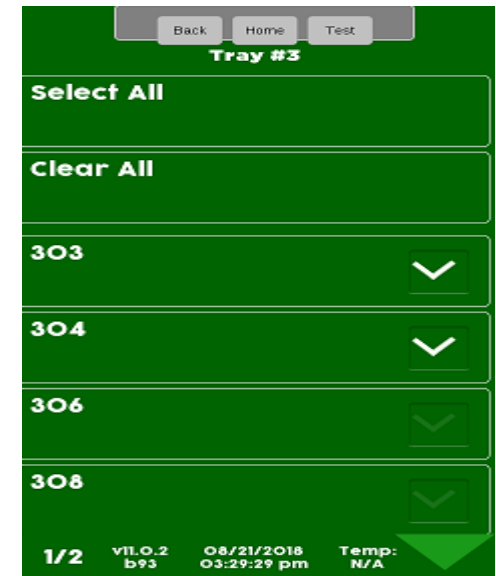 Back Home Test
Tray #3
Select All
Clear All
303
304
306
308
1/2 v11.0.2 08/21/2018 Temp:
b93 03:29:29 pm N/A